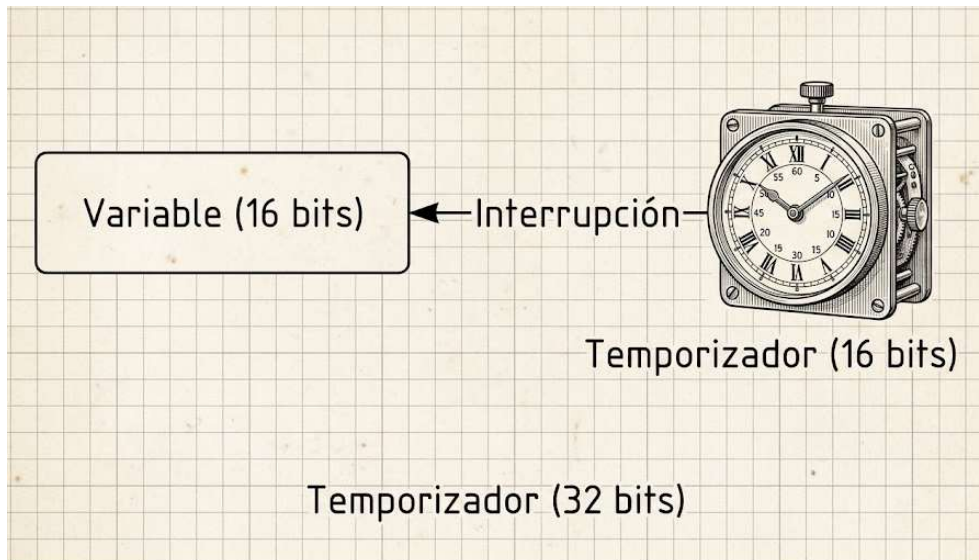 Variable (16 bits)
Interrupción
Temporizador (16 bits)
Temporizador (32 bits)